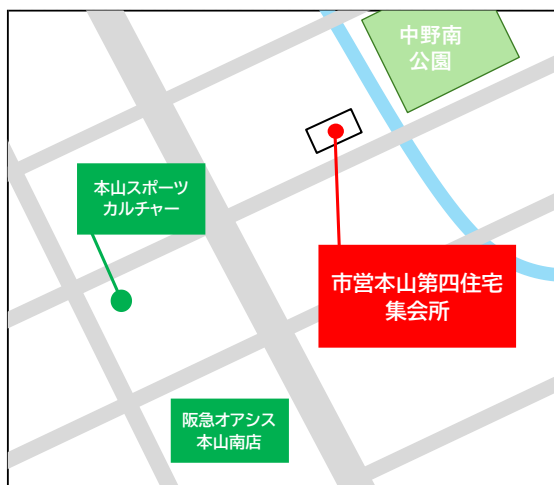 中野南
公園
本山スポーツ
カルチャー
市営本山第四住宅
集会所
阪急オアシス
本山南店